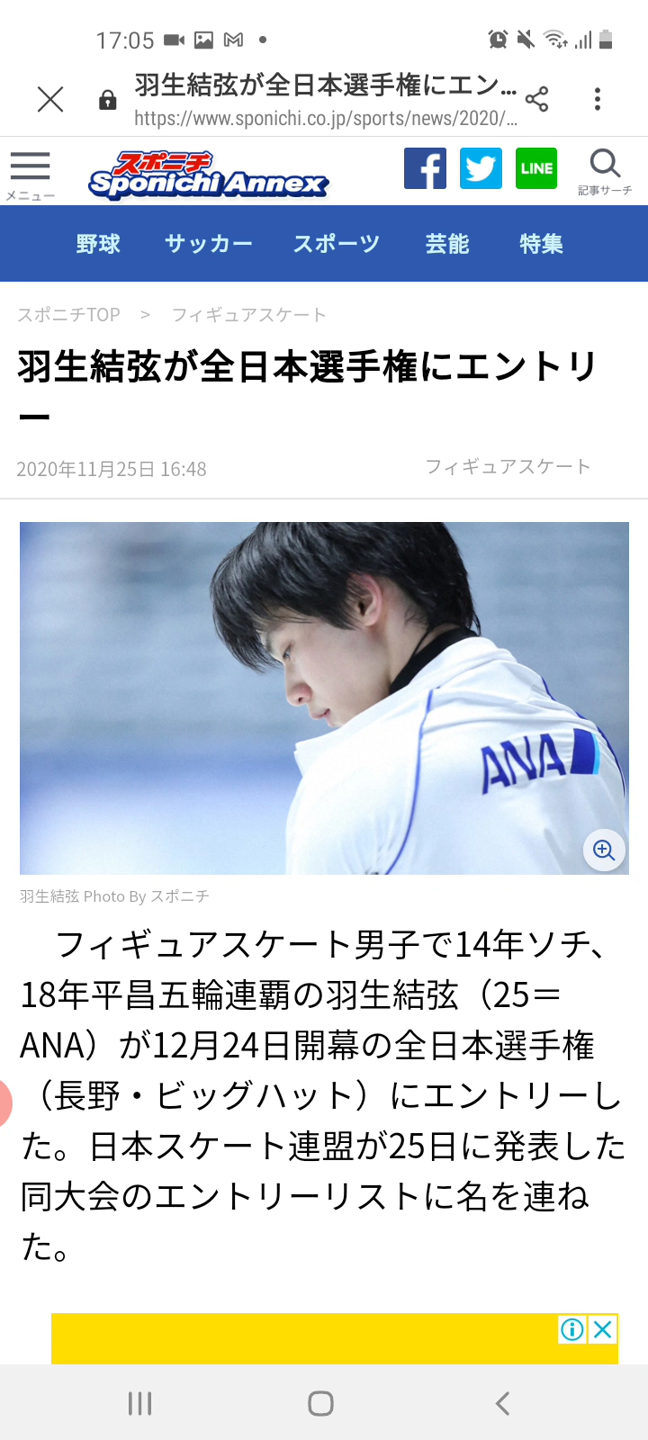 17:05
羽生結弦が全日本選手権にエン...
https://www.sponichi.co.jp/sports/news/2020/...
メニュー
スポニチ
Sponichi Annex
LINE
記事サーチ
野球 サッカー スポーツ 芸能 特集
スポニチTOP > フィギュアスケート
羽生結弦が全日本選手権にエントリ
ー
2020年11月25日 16:48 フィギュアスケート
ANA
羽生結弦 Photo By スポニチ
フィギュアスケート男子で14年ソチ、
18年平昌五輪連覇の羽生結弦（25＝
ANA）が12月24日開幕の全日本選手権
（長野・ビッグハット）にエントリーし
た。日本スケート連盟が25日に発表した
同大会のエントリーリストに名を連ね
た。